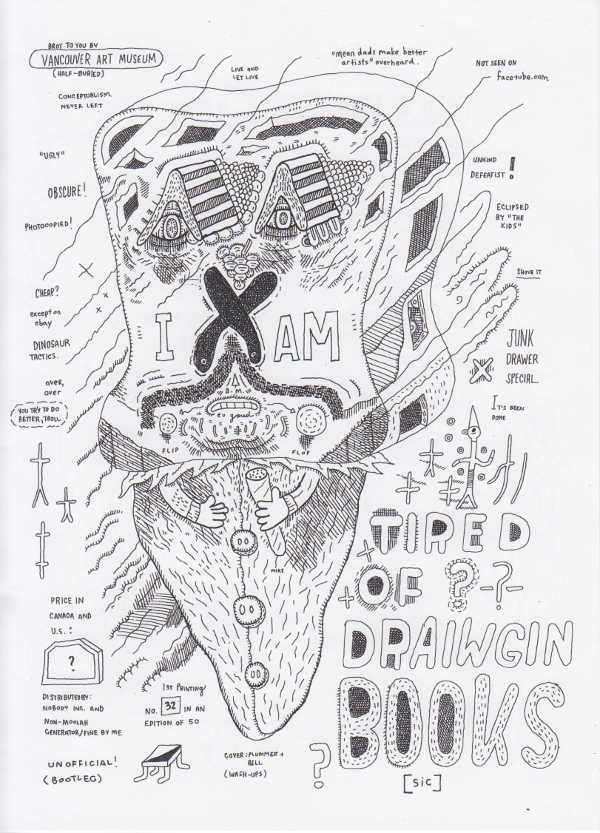 BROT TO YOU BY
VANCOUVER ART MUSEUM
(HALF-BURIED)
LIVE AND
LET LIVE
"mean dads make better
artists" overheard..
NOT SEEN ON
facetube.com
CONCEPTUALISM.
NEVER LEFT
"UGLY"
OBSCURE!
PHOTOCOPIED!
CHEAP?
except on
ebay
DINOSAUR
TACTICS.
over,
over
YOU TRY TO DO
BETTER, TROLL
UNKIND
DEFEATIST!
ECLIPSED
BY "THE
KIDS"
SHOVE IT
JUNK
DRAWER
SPECIAL.
IT'S BEEN
DONE
I X AM
B.M.
so good.
FLIP
FLOP
MIKE
TIRED
OF ?-?-
DRAIWGIN
BOOKS
[SIC]
PRICE IN
CANADA AND
U.S.:
?
DISTRIBUTED BY:
NOBODY INC. AND
NON-MOOLAH
GENERATOR/FINE BY ME
1ST PRINTING/
NO. 32 IN AN
EDITION OF 50
UNOFFICIAL!
(BOOTLEG)
COVER: PLUMMER +
BELL
(WASH-UPS)
?